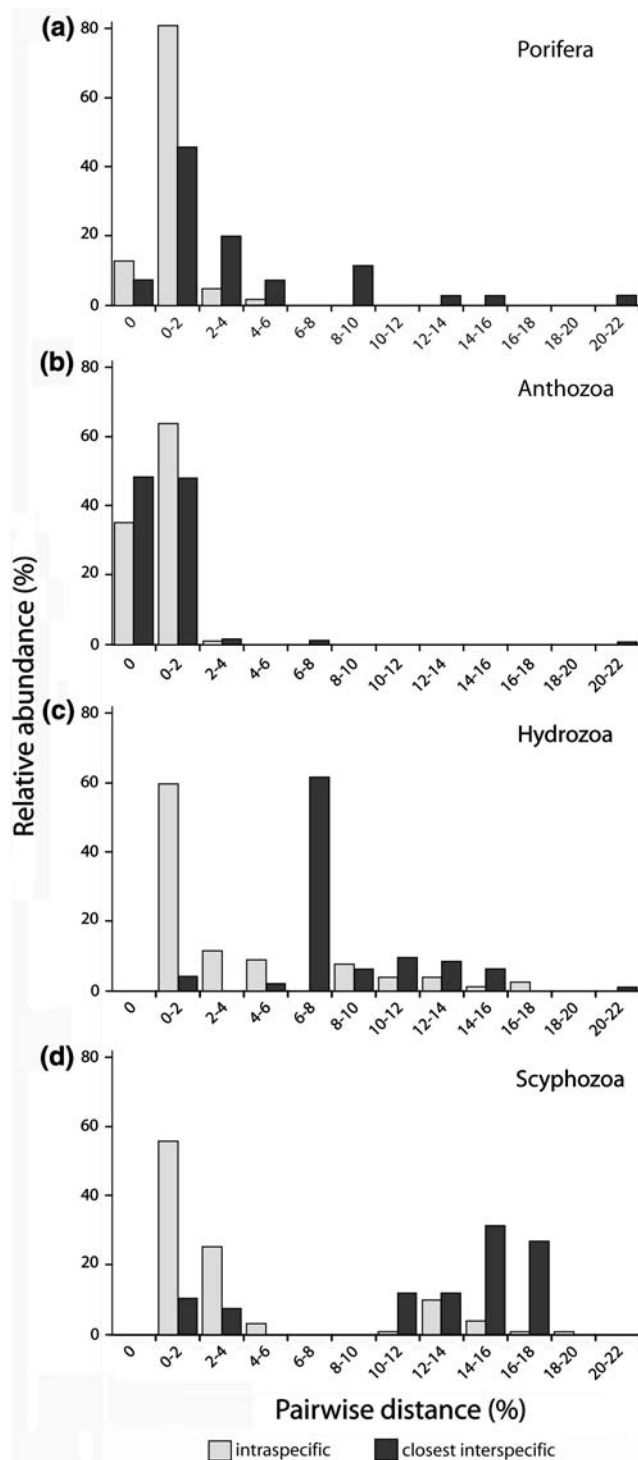 (a)
Porifera
80
60
40
20
0
0 0-2 2-4 4-6 6-8 8-10 10-12 12-14 14-16 16-18 18-20 20-22
(b)
Anthozoa
80
60
40
20
0
0 0-2 2-4 4-6 6-8 8-10 10-12 12-14 14-16 16-18 18-20 20-22
Relative abundance (%)
(c)
Hydrozoa
80
60
40
20
0
0 0-2 2-4 4-6 6-8 8-10 10-12 12-14 14-16 16-18 18-20 20-22
(d)
Scyphozoa
80
60
40
20
0
0 0-2 2-4 4-6 6-8 8-10 10-12 12-14 14-16 16-18 18-20 20-22
Pairwise distance (%)
intraspecific closest interspecific